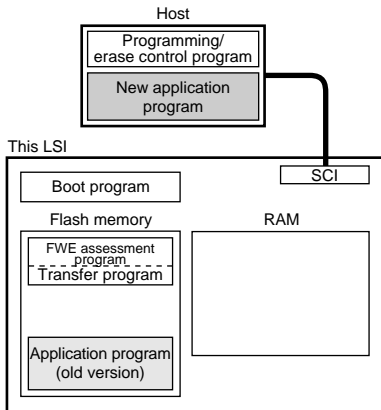 Host
Programming/
erase control program
New application
program
This LSI
SCI
Boot program
Flash memory
RAM
FWE assessment
program
Transfer program
Application program
(old version)